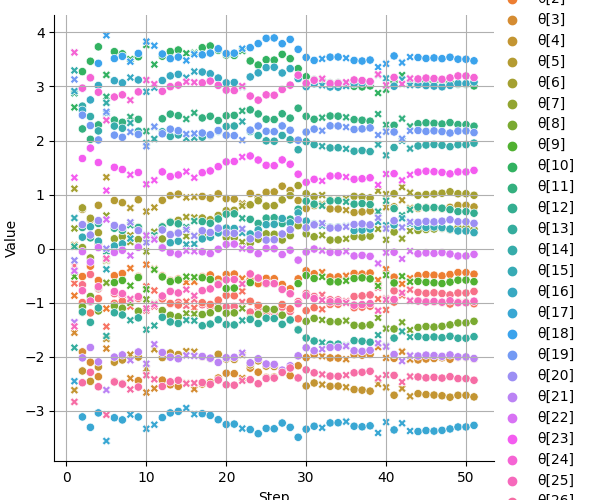 4
3
2
1
0
−1
−2
−3
Value
0
10
20
30
40
50
Step
θ[2]
θ[3]
θ[4]
θ[5]
θ[6]
θ[7]
θ[8]
θ[9]
θ[10]
θ[11]
θ[12]
θ[13]
θ[14]
θ[15]
θ[16]
θ[17]
θ[18]
θ[19]
θ[20]
θ[21]
θ[22]
θ[23]
θ[24]
θ[25]
θ[26]